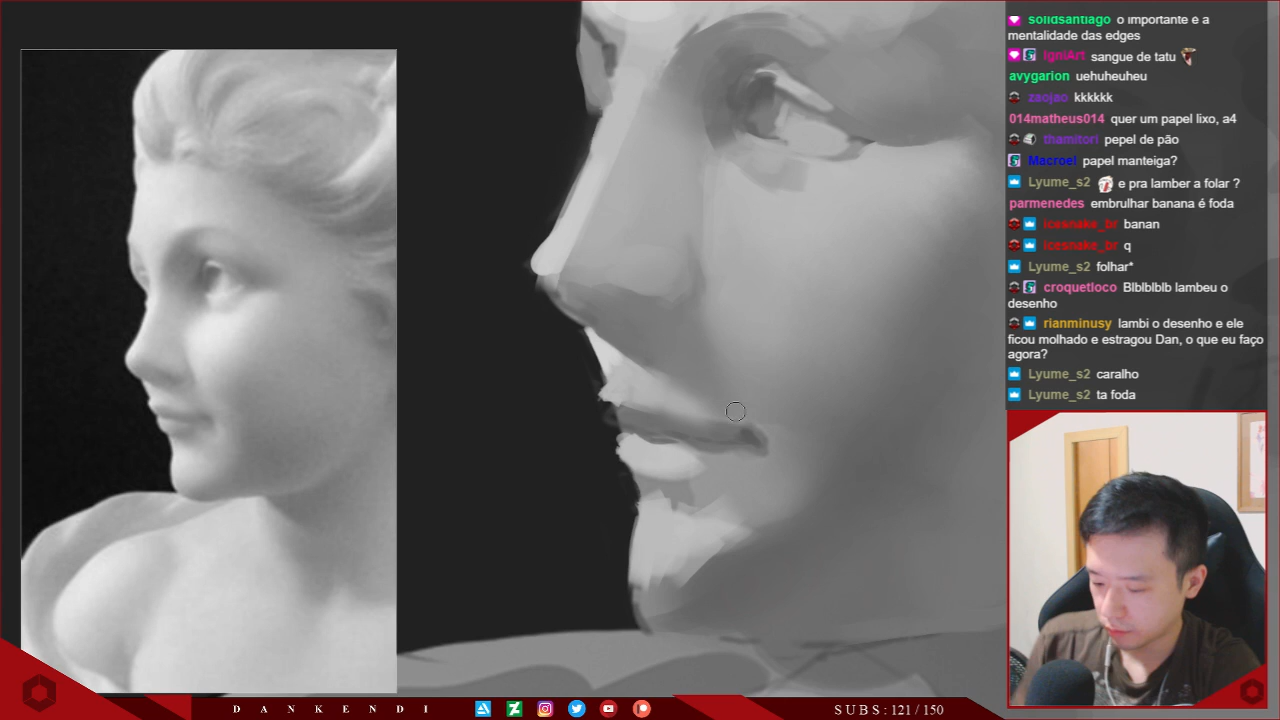 solidsantiago o importante é a
mentalidade das edges
IgniArt sangue de tatu
avygarion uehuheuheu
zaojao kkkkkk
014matheus014 quer um papel lixo, a4
thamitori pepel de pão
Macroel papel manteiga?
Lyume_s2 e pra lamber a folar ?
parmenedes embrulhar banana é foda
icesnake_br banan
icesnake_br q
Lyume_s2 folhar*
croquetloco Blblblblb lambeu o
desenho
rianminusy lambi o desenho e ele
ficou molhado e estragou Dan, o que eu faço
agora?
Lyume_s2 caralho
Lyume_s2 ta foda
DANKENDI
SUBS: 121 / 150